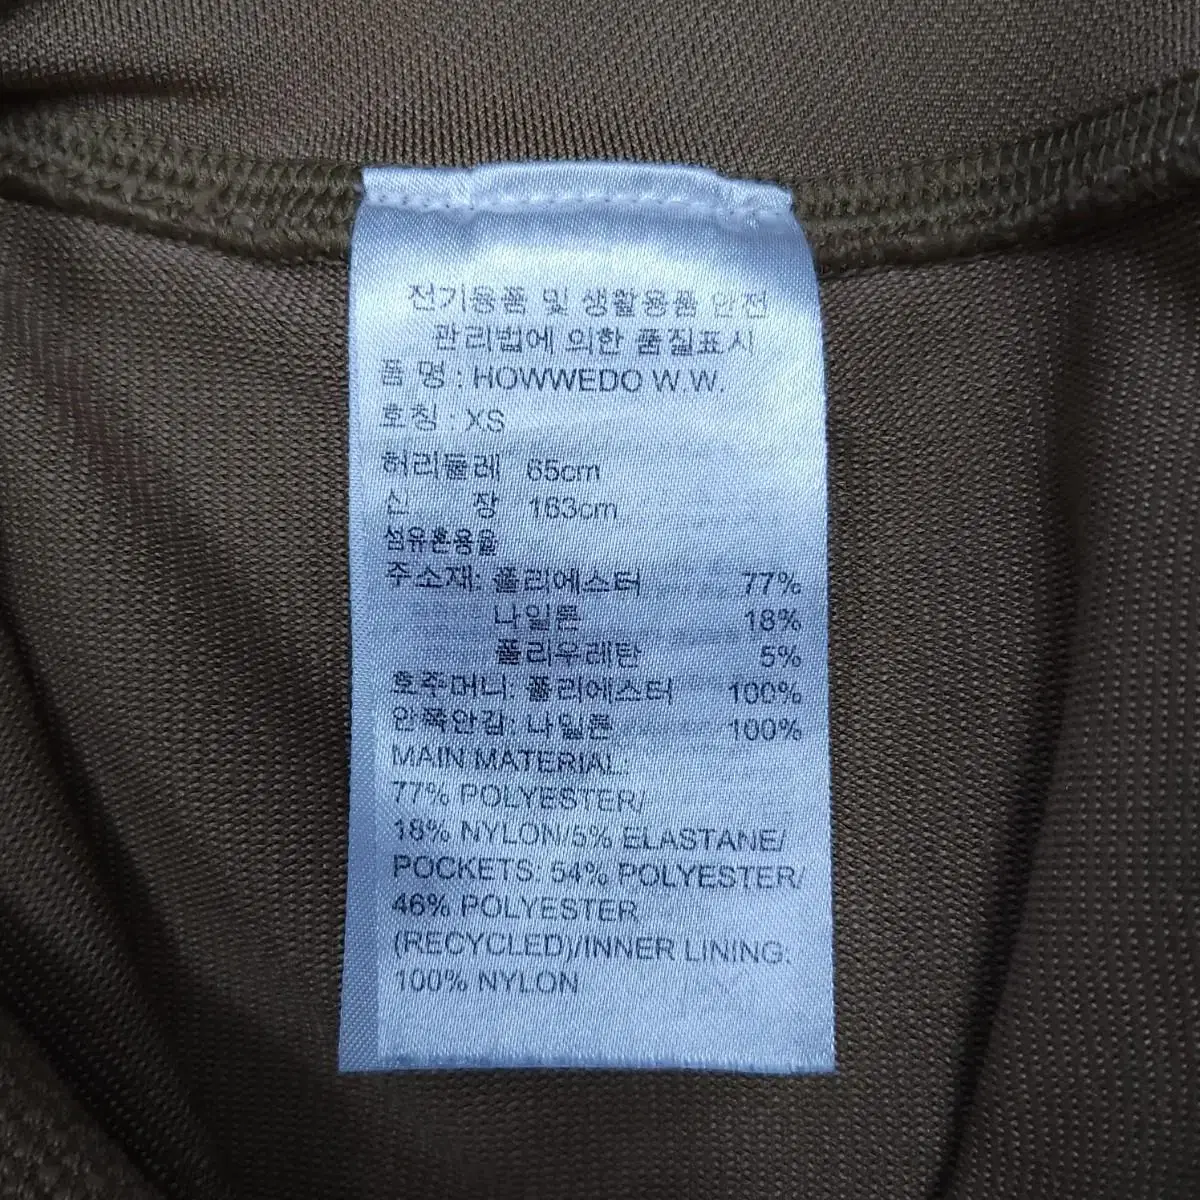 전기용품 및 생활용품 안전
관리법에 의한 품질표시
품 명 : HOWWEDO W.W.
호칭 : XS
허리둘레 65cm
신 장 163cm
섬유혼용율
주소재: 폴리에스터 77%
나일론 18%
폴리우레탄 5%
호주머니: 폴리에스터 100%
안쪽안감: 나일론 100%
MAIN MATERIAL:
77% POLYESTER/
18% NYLON/5% ELASTANE/
POCKETS: 54% POLYESTER/
46% POLYESTER
(RECYCLED)/INNER LINING:
100% NYLON